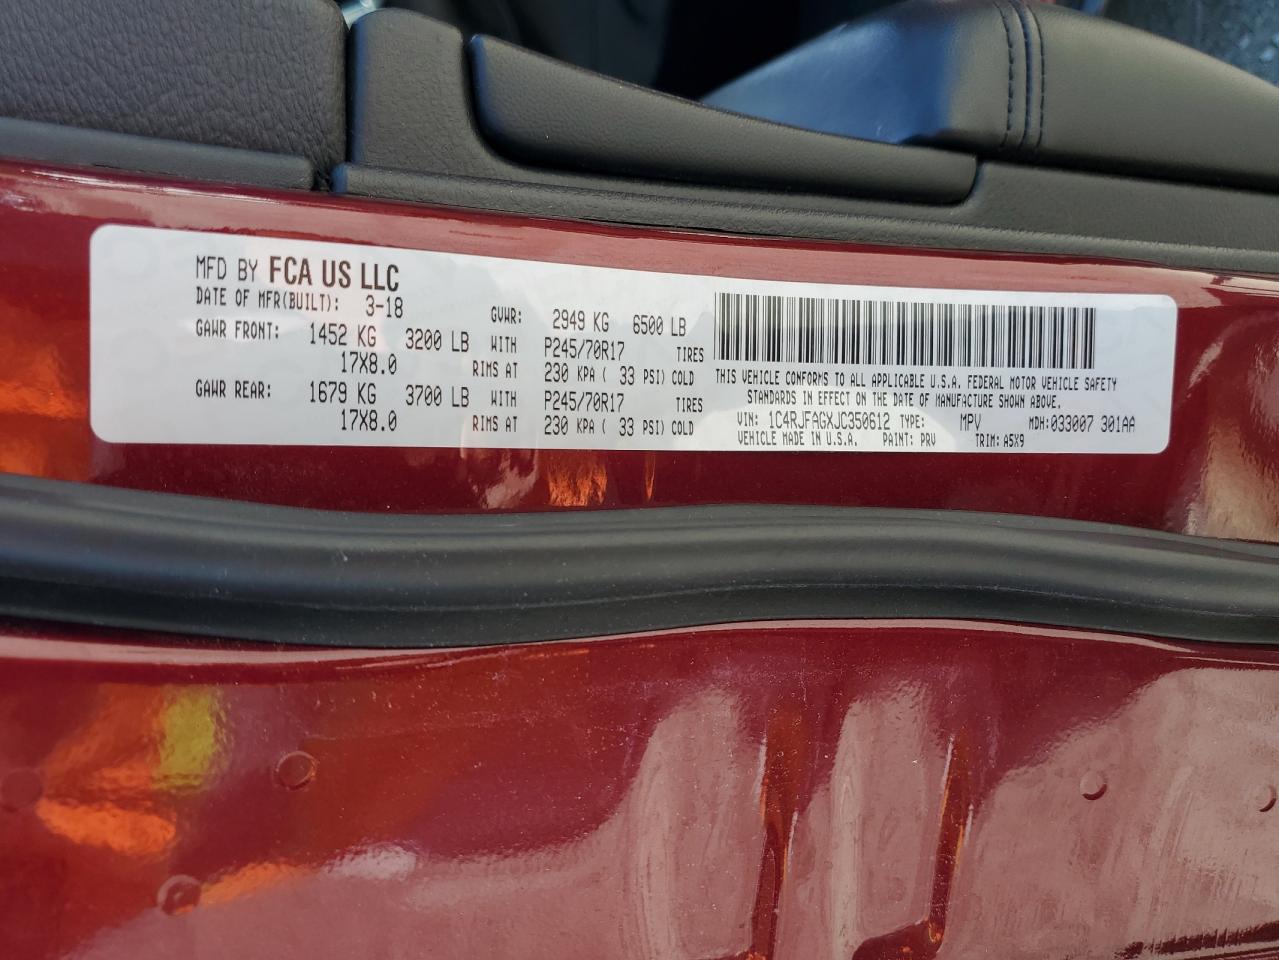 MFD BY FCA US LLC
DATE OF MFR(BUILT): 3-18 GVWR: 2949 KG 6500 LB
GAWR FRONT: 1452 KG 3200 LB WITH P245/70R17 TIRES
17X8.0 RIMS AT 230 KPA ( 33 PSI) COLD
GAWR REAR: 1679 KG 3700 LB WITH P245/70R17 TIRES
17X8.0 RIMS AT 230 KPA ( 33 PSI) COLD
THIS VEHICLE CONFORMS TO ALL APPLICABLE U.S.A. FEDERAL MOTOR VEHICLE SAFETY
STANDARDS IN EFFECT ON THE DATE OF MANUFACTURE SHOWN ABOVE.
VIN: 1C4RJFAGXJC350612 TYPE: MPV MDH:033007 301AA
VEHICLE MADE IN U.S.A. PAINT: PRV TRIM: A5X9